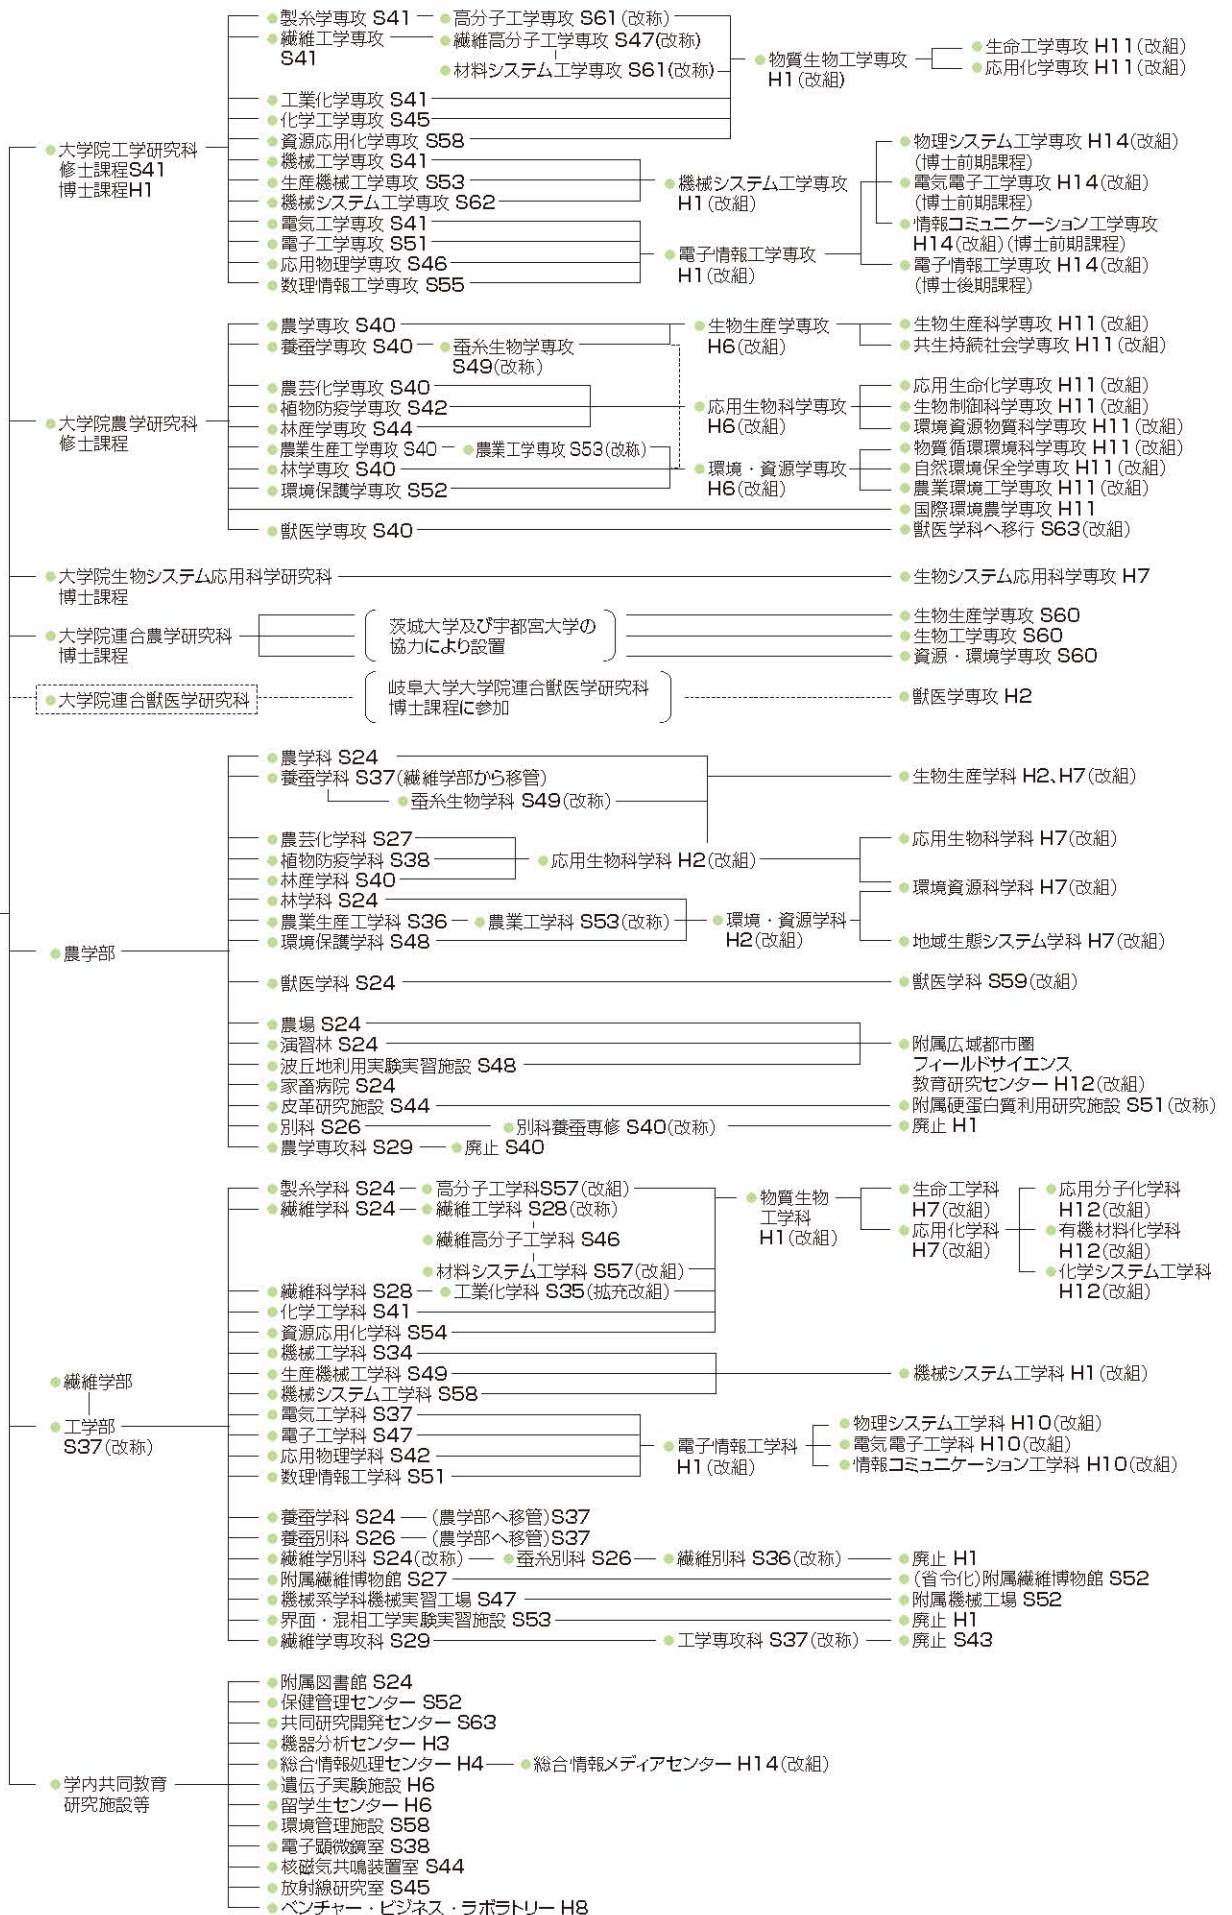 製糸学専攻 S41
高分子工学専攻 S61(改称)
繊維工学専攻
S41
繊維高分子工学専攻 S47(改称)
材料システム工学専攻 S61(改称)
物質生物工学専攻
H1(改組)
生命工学専攻 H11(改組)
応用化学専攻 H11(改組)
工業化学専攻 S41
化学工学専攻 S45
資源応用化学専攻 S58
大学院工学研究科
修士課程S41
博士課程H1
機械工学専攻 S41
生産機械工学専攻 S53
機械システム工学専攻 S62
機械システム工学専攻
H1(改組)
電気工学専攻 S41
電子工学専攻 S51
応用物理学専攻 S46
数理情報工学専攻 S55
電子情報工学専攻
H1(改組)
物理システム工学専攻 H14(改組)
(博士前期課程)
電気電子工学専攻 H14(改組)
(博士前期課程)
情報コミュニケーション工学専攻
H14(改組)(博士前期課程)
電子情報工学専攻 H14(改組)
(博士後期課程)
大学院農学研究科
修士課程
農学専攻 S40
養蚕学専攻 S40
蚕糸生物学専攻
S49(改称)
生物生産学専攻
H6(改組)
生物生産科学専攻 H11(改組)
共生持続社会学専攻 H11(改組)
農芸化学専攻 S40
植物防疫学専攻 S42
林産学専攻 S44
応用生物科学専攻
H6(改組)
応用生命化学専攻 H11(改組)
生物制御科学専攻 H11(改組)
環境資源物質科学専攻 H11(改組)
農業生産工学専攻 S40
農業工学専攻 S53(改称)
林学専攻 S40
環境保護学専攻 S52
環境・資源学専攻
H6(改組)
物質循環環境科学専攻 H11(改組)
自然環境保全学専攻 H11(改組)
農業環境工学専攻 H11(改組)
国際環境農学専攻 H11
獣医学専攻 S40
獣医学科へ移行 S63(改組)
大学院生物システム応用科学研究科
博士課程
生物システム応用科学専攻 H7
大学院連合農学研究科
博士課程
茨城大学及び宇都宮大学の
協力により設置
生物生産学専攻 S60
生物工学専攻 S60
資源・環境学専攻 S60
大学院連合獣医学研究科
岐阜大学大学院連合獣医学研究科
博士課程に参加
獣医学専攻 H2
農学部
農学科 S24
養蚕学科 S37(繊維学部から移管)
蚕糸生物学科 S49(改称)
生物生産学科 H2、H7(改組)
農芸化学科 S27
植物防疫学科 S38
林産学科 S40
応用生物科学科 H2(改組)
応用生物科学科 H7(改組)
環境資源科学科 H7(改組)
林学科 S24
農業生産工学科 S36
農業工学科 S53(改称)
環境保護学科 S48
環境・資源学科
H2(改組)
地域生態システム学科 H7(改組)
獣医学科 S24
獣医学科 S59(改組)
農場 S24
演習林 S24
波丘地利用実験実習施設 S48
附属広域都市圏
フィールドサイエンス
教育研究センター H12(改組)
家畜病院 S24
皮革研究施設 S44
附属硬蛋白質利用研究施設 S51(改称)
別科 S26
別科養蚕専修 S40(改称)
廃止 H1
農学専攻科 S29
廃止 S40
繊維学部
工学部
S37(改称)
製糸学科 S24
高分子工学科S57(改組)
繊維学科 S24
繊維工学科 S28(改称)
繊維高分子工学科 S46
材料システム工学科 S57(改組)
繊維科学科 S28
工業化学科 S35(拡充改組)
化学工学科 S41
資源応用化学科 S54
物質生物
工学科
H1(改組)
生命工学科
H7(改組)
応用化学科
H7(改組)
応用分子化学科
H12(改組)
有機材料化学科
H12(改組)
化学システム工学科
H12(改組)
機械工学科 S34
生産機械工学科 S49
機械システム工学科 S58
機械システム工学科 H1(改組)
電気工学科 S37
電子工学科 S47
応用物理学科 S42
数理情報工学科 S51
電子情報工学科
H1(改組)
物理システム工学科 H10(改組)
電気電子工学科 H10(改組)
情報コミュニケーション工学科 H10(改組)
養蚕学科 S24
(農学部へ移管)S37
養蚕別科 S26
(農学部へ移管)S37
繊維学別科 S24(改称)
蚕糸別科 S26
繊維別科 S36(改称)
廃止 H1
附属繊維博物館 S27
(省令化)附属繊維博物館 S52
機械系学科機械実習工場 S47
附属機械工場 S52
界面・混相工学実験実習施設 S53
廃止 H1
繊維学専攻科 S29
工学専攻科 S37(改称)
廃止 S43
学内共同教育
研究施設等
附属図書館 S24
保健管理センター S52
共同研究開発センター S63
機器分析センター H3
総合情報処理センター H4
総合情報メディアセンター H14(改組)
遺伝子実験施設 H6
留学生センター H6
環境管理施設 S58
電子顕微鏡室 S38
核磁気共鳴装置室 S44
放射線研究室 S45
ベンチャー・ビジネス・ラボラトリー H8